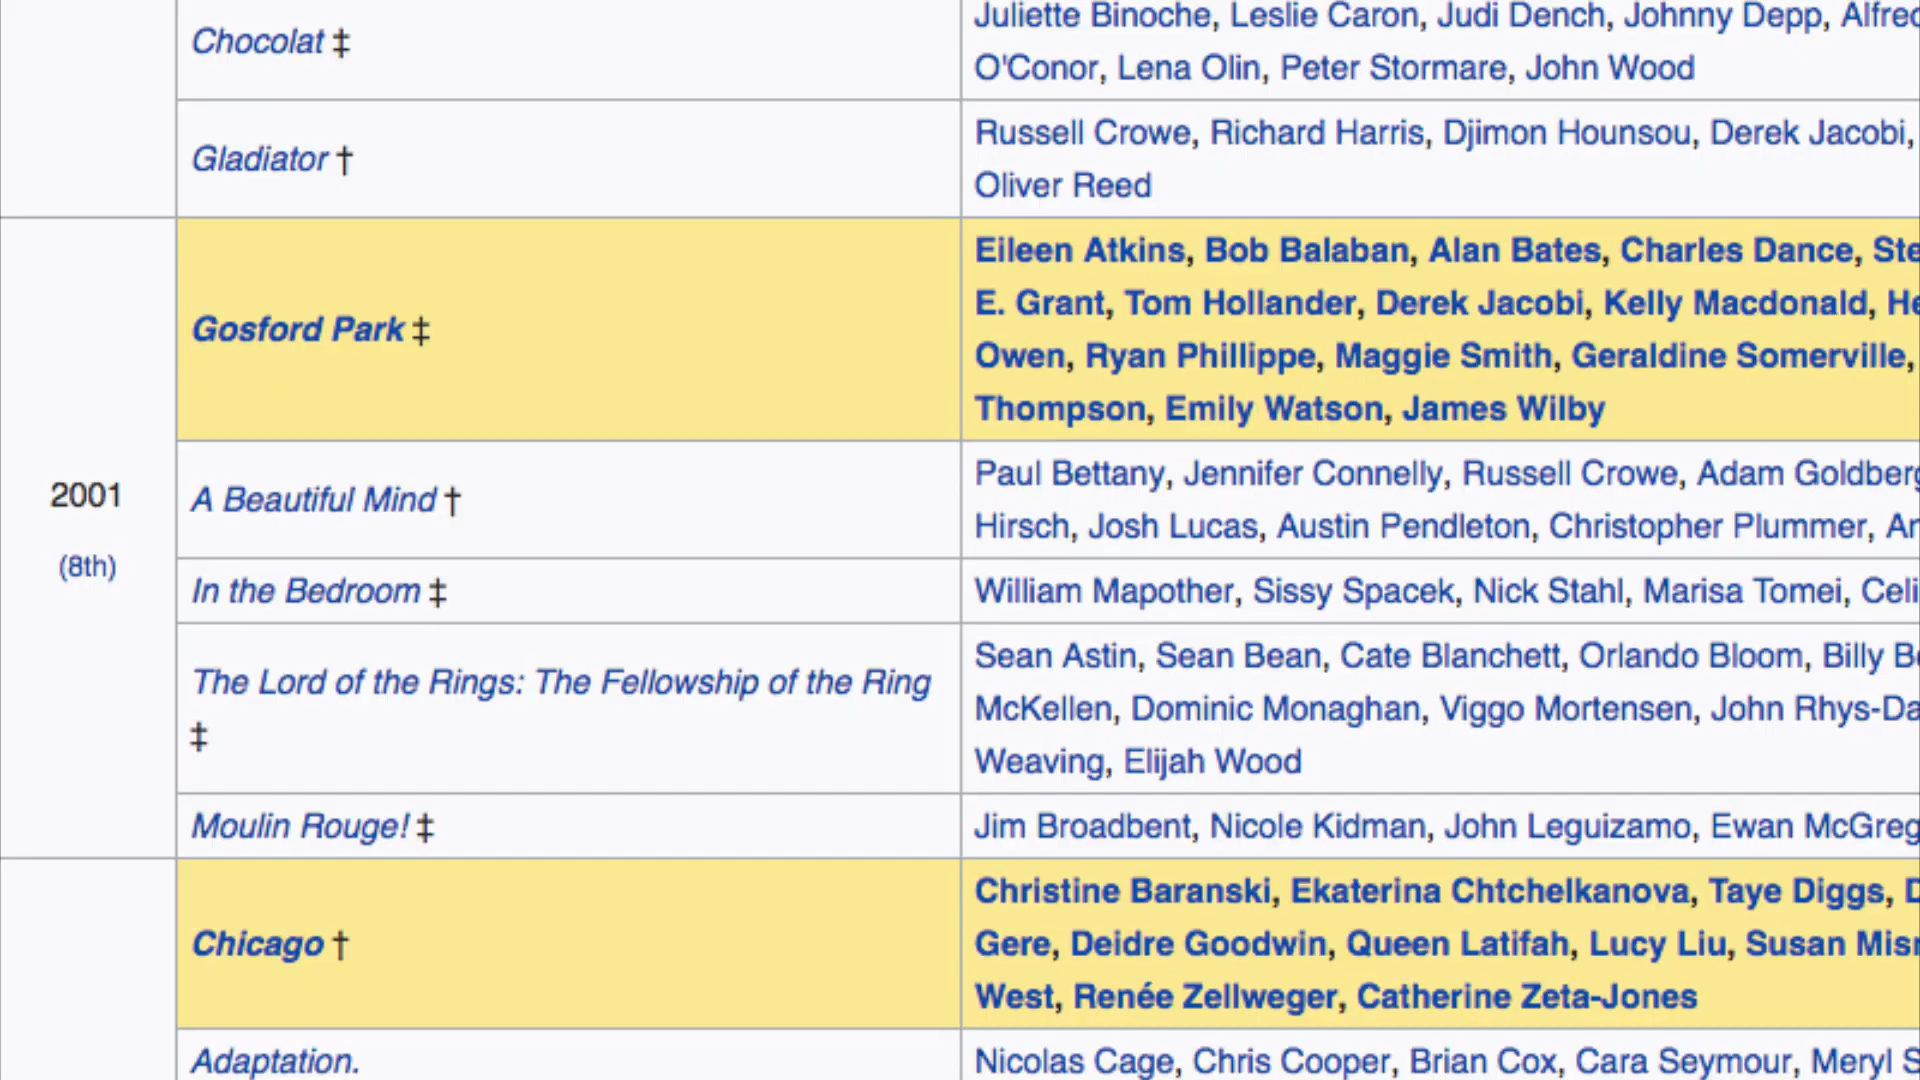 Chocolat ‡
Juliette Binoche, Leslie Caron, Judi Dench, Johnny Depp,
O'Conor, Lena Olin, Peter Stormare, John Wood
Gladiator †
Russell Crowe, Richard Harris, Djimon Hounsou, Derek Jacobi,
Oliver Reed
2001
(8th)
Gosford Park ‡
Eileen Atkins, Bob Balaban, Alan Bates, Charles Dance,
E. Grant, Tom Hollander, Derek Jacobi, Kelly Macdonald,
Owen, Ryan Phillippe, Maggie Smith, Geraldine Somerville,
Thompson, Emily Watson, James Wilby
A Beautiful Mind †
Paul Bettany, Jennifer Connelly, Russell Crowe, Adam
Hirsch, Josh Lucas, Austin Pendleton, Christopher Plummer,
In the Bedroom ‡
William Mapother, Sissy Spacek, Nick Stahl, Marisa Tomei,
The Lord of the Rings: The Fellowship of the Ring
‡
Sean Astin, Sean Bean, Cate Blanchett, Orlando Bloom, Billy
McKellen, Dominic Monaghan, Viggo Mortensen, John
Weaving, Elijah Wood
Moulin Rouge! ‡
Jim Broadbent, Nicole Kidman, John Leguizamo, Ewan
Chicago †
Christine Baranski, Ekaterina Chtchelkanova, Taye Diggs,
Gere, Deidre Goodwin, Queen Latifah, Lucy Liu, Susan
West, Renée Zellweger, Catherine Zeta-Jones
Adaptation.
Nicolas Cage, Chris Cooper, Brian Cox, Cara Seymour,